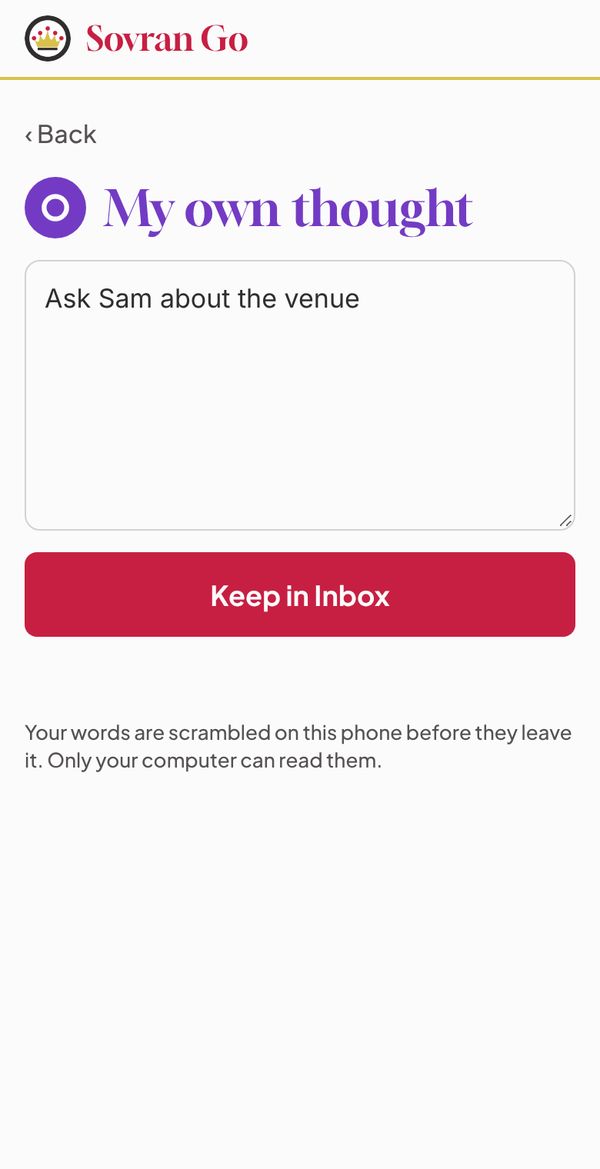 Sovran Go
‹ Back
My own thought
Ask Sam about the venue
Keep in Inbox
Your words are scrambled on this phone before they leave
it. Only your computer can read them.